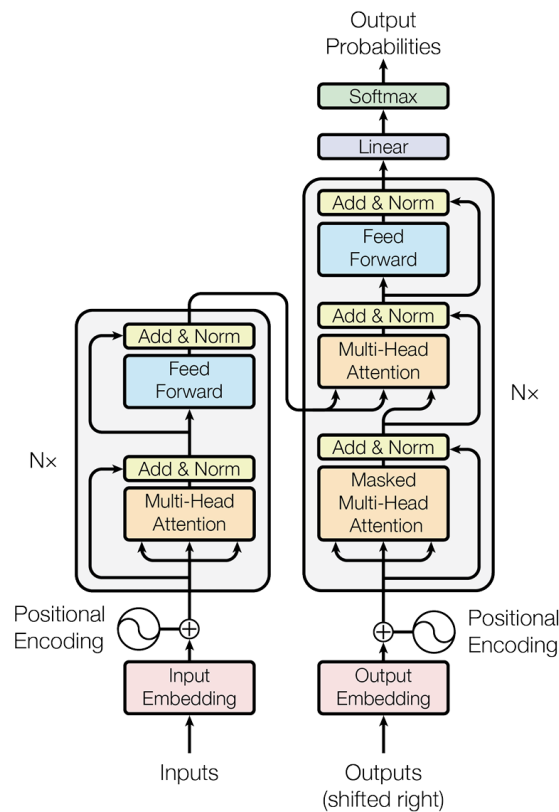 Output
Probabilities
Softmax
Linear
Add & Norm
Feed
Forward
Add & Norm
Multi-Head
Attention
Add & Norm
Masked
Multi-Head
Attention
N×
Add & Norm
Feed
Forward
Add & Norm
Multi-Head
Attention
N×
Positional
Encoding
Input
Embedding
Inputs
Positional
Encoding
Output
Embedding
Outputs
(shifted right)